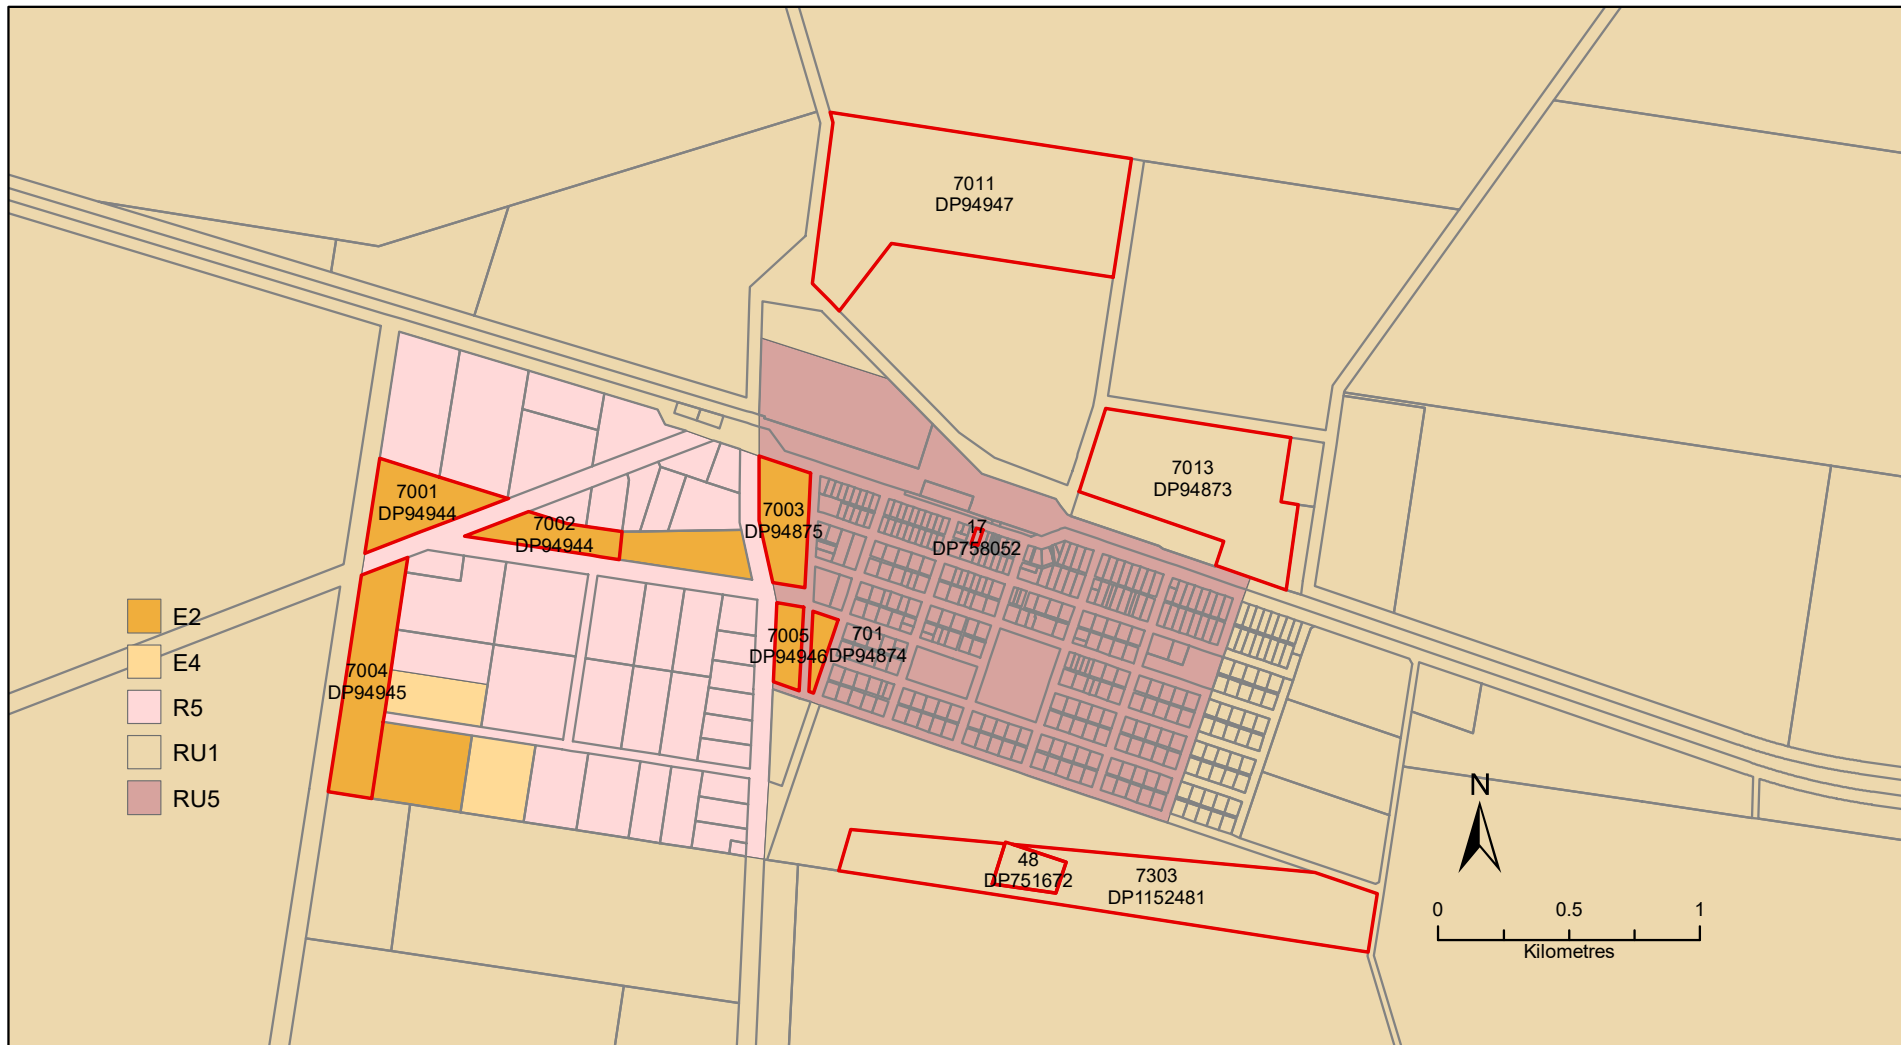 7011
DP94947
7013
DP94873
7001
DP94944
7002
DP94944
7003
DP94875
17
DP758052
7004
DP94945
7005
DP94946
701
DP94874
48
DP751672
7303
DP1152481
E2
E4
R5
RU1
RU5
N
0 0.5 1
Kilometres